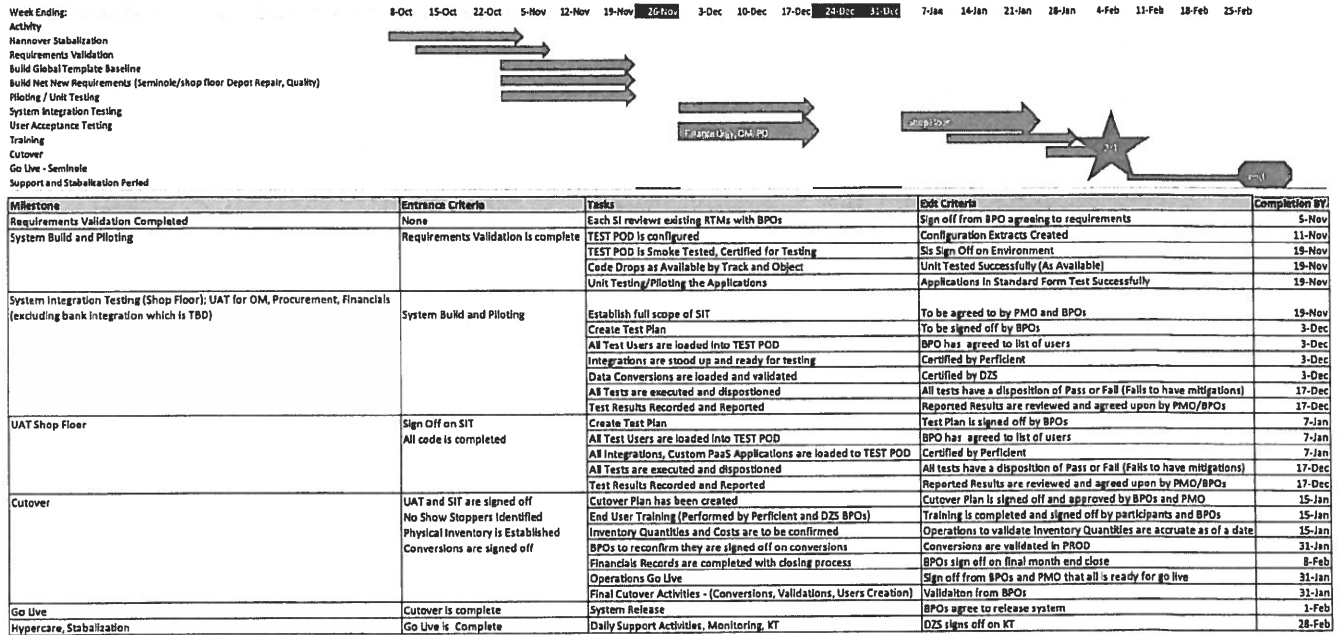 Week Ending: 8-Oct 15-Oct 22-Oct 5-Nov 12-Nov 19-Nov 26-Nov 3-Dec 10-Dec 17-Dec 24-Dec 31-Dec 7-Jan 14-Jan 21-Jan 28-Jan 4-Feb 11-Feb 18-Feb 25-Feb
Activity
Hannover Stabalization
Requirements Validation
Build Global Template Baseline
Build Net New Requirements (Seminole/shop floor Depot Repair, Quality)
Piloting / Unit Testing
System Integration Testing
User Acceptance Testing Finance OM, PO Shop Floor
Training
Cutover 2-1
Go Live - Seminole
Support and Stabalization Period end
Milestone Entrance Criteria Tasks Exit Criteria Completion BY:
Requirements Validation Completed None Each SI reviews existing RTMs with BPOs Sign off from BPO agreeing to requirements 5-Nov
System Build and Piloting Requirements Validation is complete TEST POD is configured Configuration Extracts Created 11-Nov
TEST POD is Smoke Tested, Certified for Testing SIs Sign Off on Environment 19-Nov
Code Drops as Available by Track and Object Unit Tested Successfully (As Available) 19-Nov
Unit Testing/Piloting the Applications Applications in Standard Form Test Successfully 19-Nov
System Integration Testing (Shop Floor); UAT for OM, Procurement, Financials
(excluding bank integration which is TBD) System Build and Piloting Establish full scope of SIT To be agreed to by PMO and BPOs 19-Nov
Create Test Plan To be signed off by BPOs 3-Dec
All Test Users are loaded into TEST POD BPO has agreed to list of users 3-Dec
Integrations are stood up and ready for testing Certified by Perficient 3-Dec
Data Conversions are loaded and validated Certified by DZS 3-Dec
All Tests are executed and dispostioned All tests have a disposition of Pass or Fail (Fails to have mitigations) 17-Dec
Test Results Recorded and Reported Reported Results are reviewed and agreed upon by PMO/BPOs 17-Dec
UAT Shop Floor Sign Off on SIT Create Test Plan Test Plan is signed off by BPOs 7-Jan
All code is completed All Test Users are loaded into TEST POD BPO has agreed to list of users 7-Jan
All Integrations, Custom PaaS Applications are loaded to TEST POD Certified by Perficient 7-Jan
All Tests are executed and dispostioned All tests have a disposition of Pass or Fail (Fails to have mitigations) 17-Dec
Test Results Recorded and Reported Reported Results are reviewed and agreed upon by PMO/BPOs 17-Dec
Cutover UAT and SIT are signed off Cutover Plan has been created Cutover Plan is signed off and approved by BPOs and PMO 15-Jan
No Show Stoppers Identified End User Training (Performed by Perficient and DZS BPOs) Training is completed and signed off by participants and BPOs 15-Jan
Physical Inventory is Established Inventory Quantities and Costs are to be confirmed Operations to validate Inventory Quantities are accruate as of a date 15-Jan
Conversions are signed off BPOs to reconfirm they are signed off on conversions Conversions are validated in PROD 31-Jan
Financials Records are completed with closing process BPOs sign off on final month end close 8-Feb
Operations Go Live Sign off from BPOs and PMO that all is ready for go live 31-Jan
Final Cutover Activities - (Conversions, Validations, Users Creation) Validaiton from BPOs 31-Jan
Go Live Cutover is complete System Release BPOs agree to release system 1-Feb
Hypercare, Stabalization Go Live is Complete Daily Support Activities, Monitoring, KT DZS signs off on KT 28-Feb